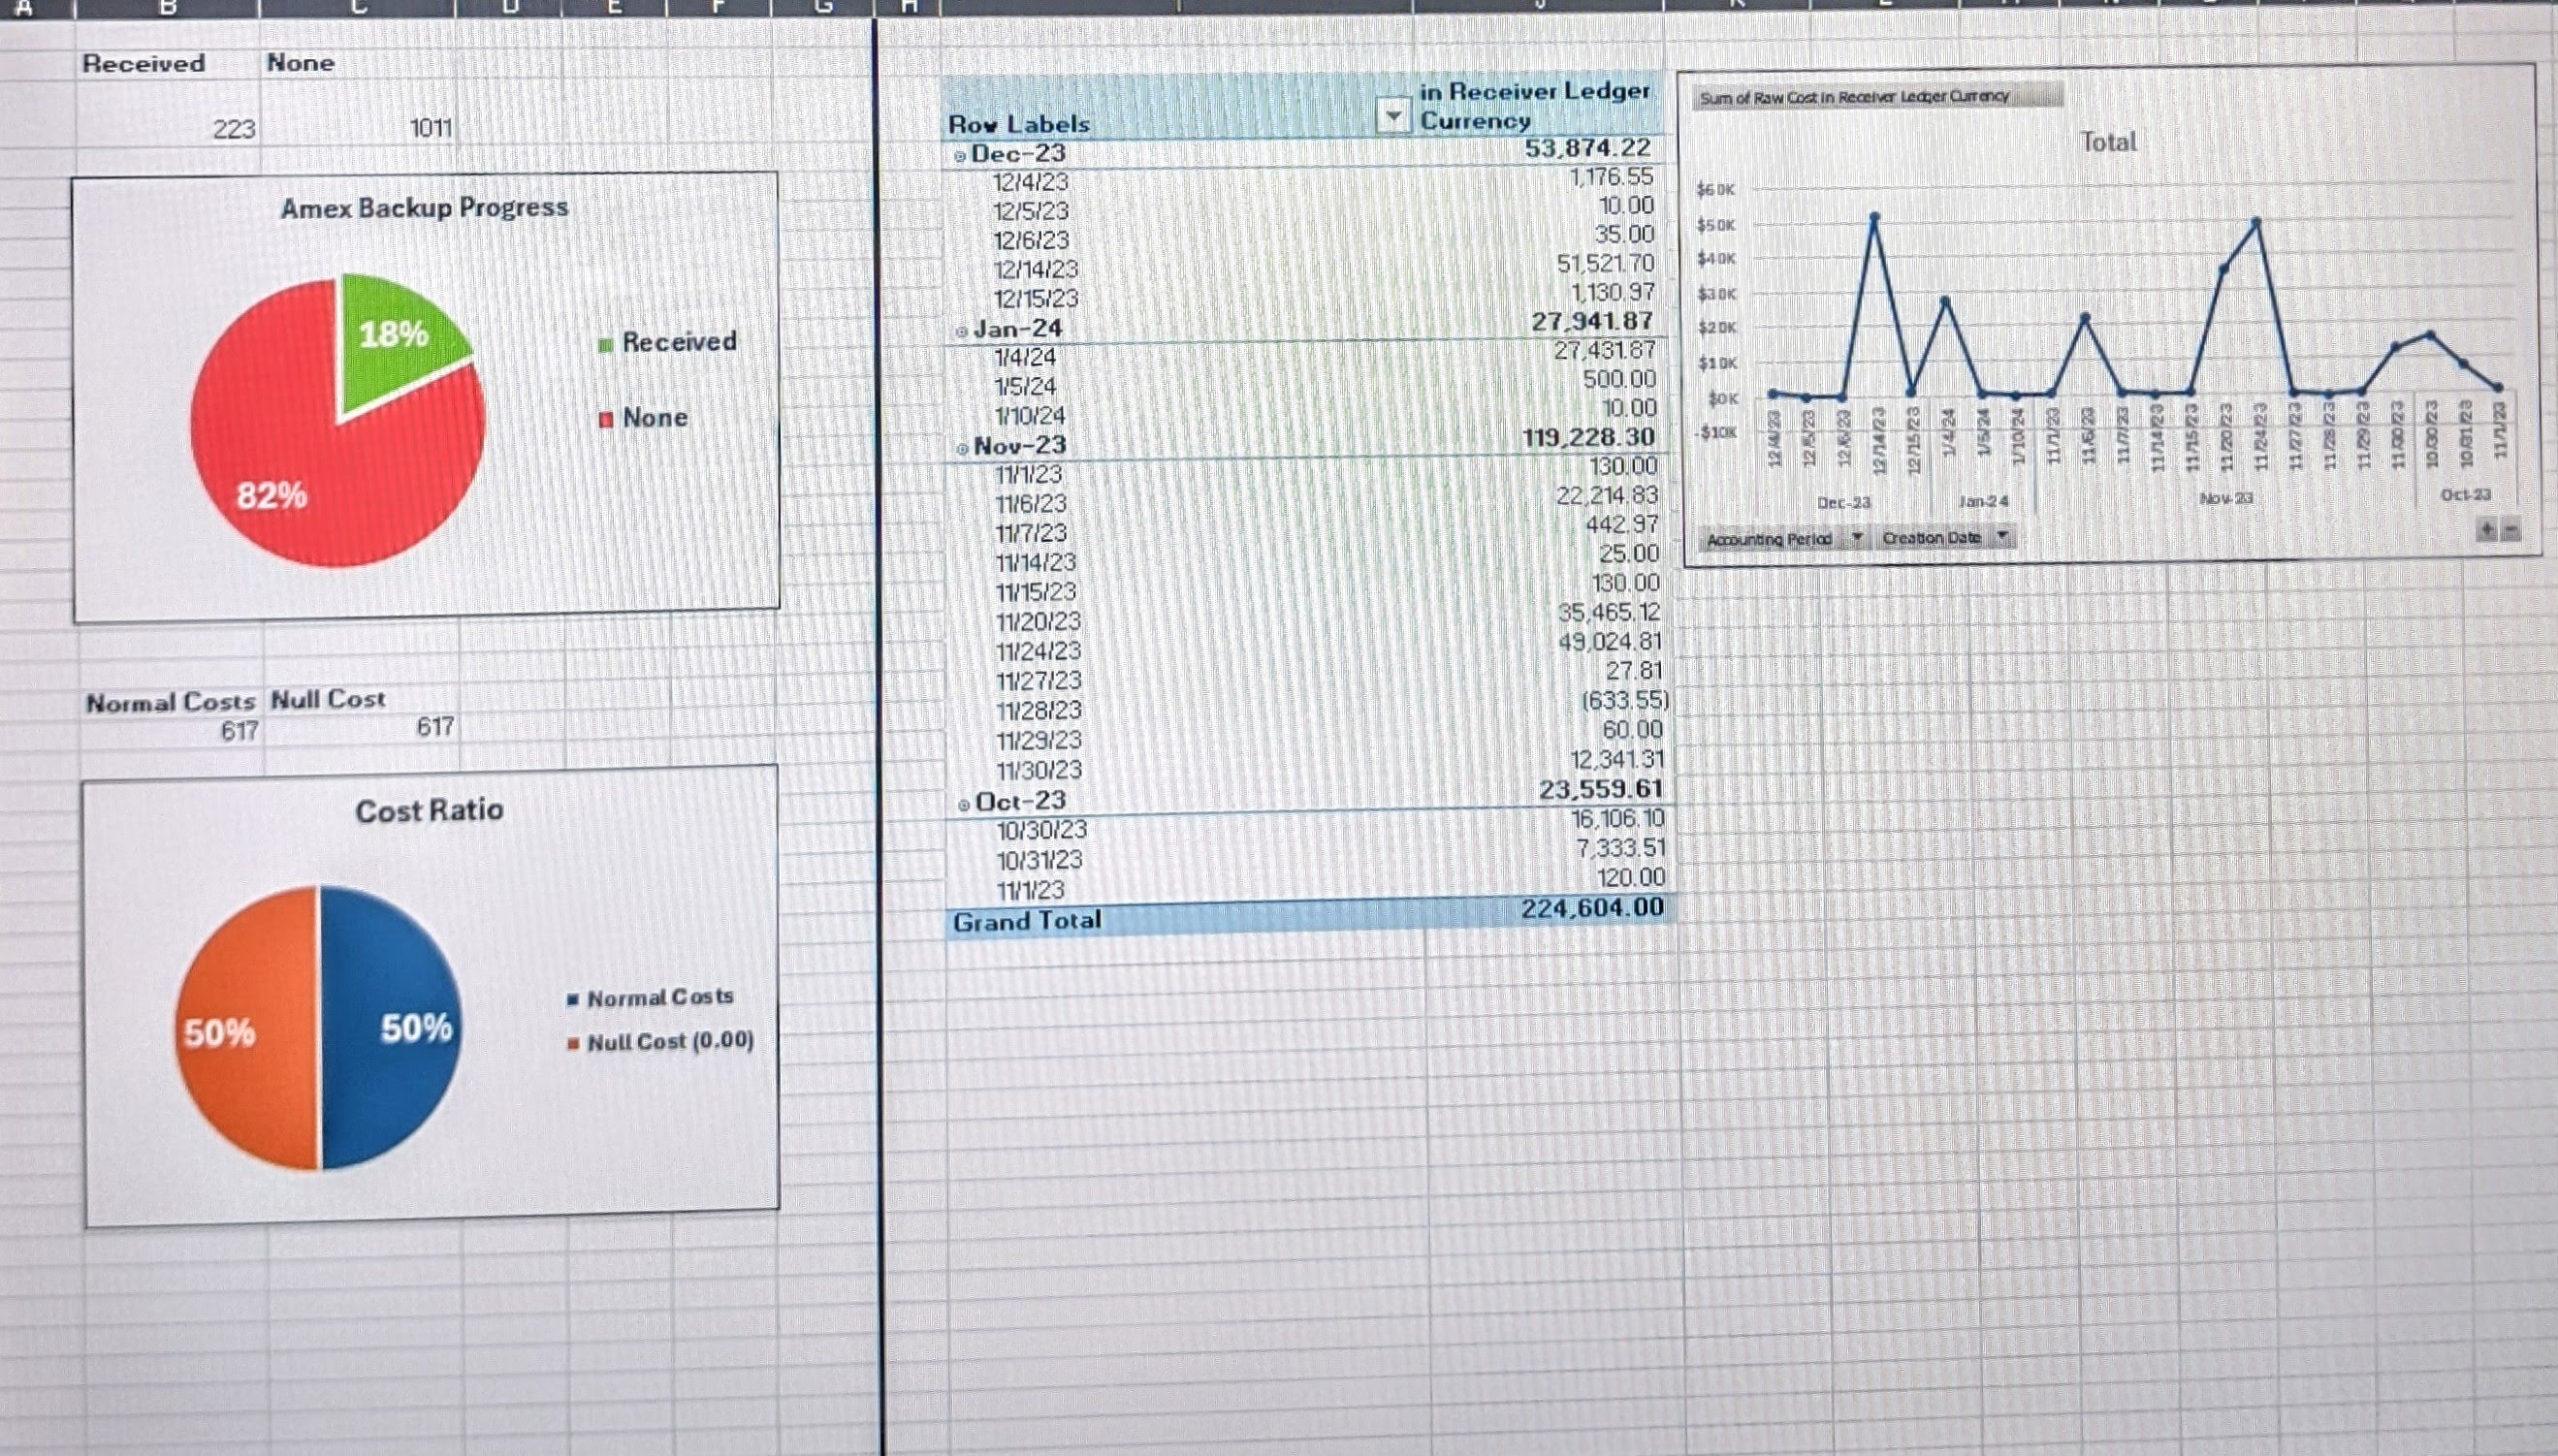 A B C D E F G H
Received None
223 1011
Amex Backup Progress
18%
82%
Received
None
Normal Costs Null Cost
617 617
Cost Ratio
50% 50%
Normal Costs
Null Cost (0.00)
in Receiver Ledger
Row Labels Currency
Dec-23 53,874.22
12/4/23 1,176.55
12/5/23 10.00
12/6/23 35.00
12/14/23 51,521.70
12/15/23 1,130.97
Jan-24 27,941.87
1/4/24 27,431.87
1/5/24 500.00
1/10/24 10.00
Nov-23 119,228.30
11/1/23 130.00
11/6/23 22,214.83
11/7/23 442.97
11/14/23 25.00
11/15/23 130.00
11/20/23 35,465.12
11/24/23 49,024.81
11/27/23 27.81
11/28/23 (633.55)
11/29/23 60.00
11/30/23 12,341.31
Oct-23 23,559.61
10/30/23 16,106.10
10/31/23 7,333.51
11/1/23 120.00
Grand Total 224,604.00
Sum of Raw Cost in Receiver Ledger Currency
Total
$60K
$50K
$40K
$30K
$20K
$10K
$0K
-$10K
12/4/23 12/5/23 12/6/23 12/14/23 12/15/23 1/4/24 1/5/24 1/10/24 11/1/23 11/6/23 11/7/23 11/14/23 11/15/23 11/20/23 11/24/23 11/27/23 11/28/23 11/29/23 11/30/23 10/30/23 10/31/23 11/1/23
Dec-23 Jan-24 Nov-23 Oct-23
Accounting Period Creation Date